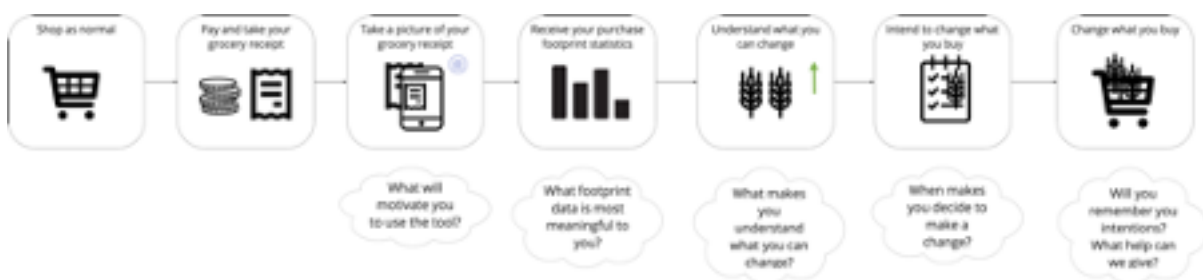 Shop as normal
Pay and take your
grocery receipt
Take a picture of your
grocery receipt
Receive your purchase
footprint statistics
Understand what you
can change
Intend to change what
you buy
Change what you buy
What will
motivate you
to use the tool?
What footprint
data is most
meaningful to
you?
What makes
you
understand
what you can
change?
When makes
you decide to
make a
change?
Will you
remember you
intentions?
What help can
we give?